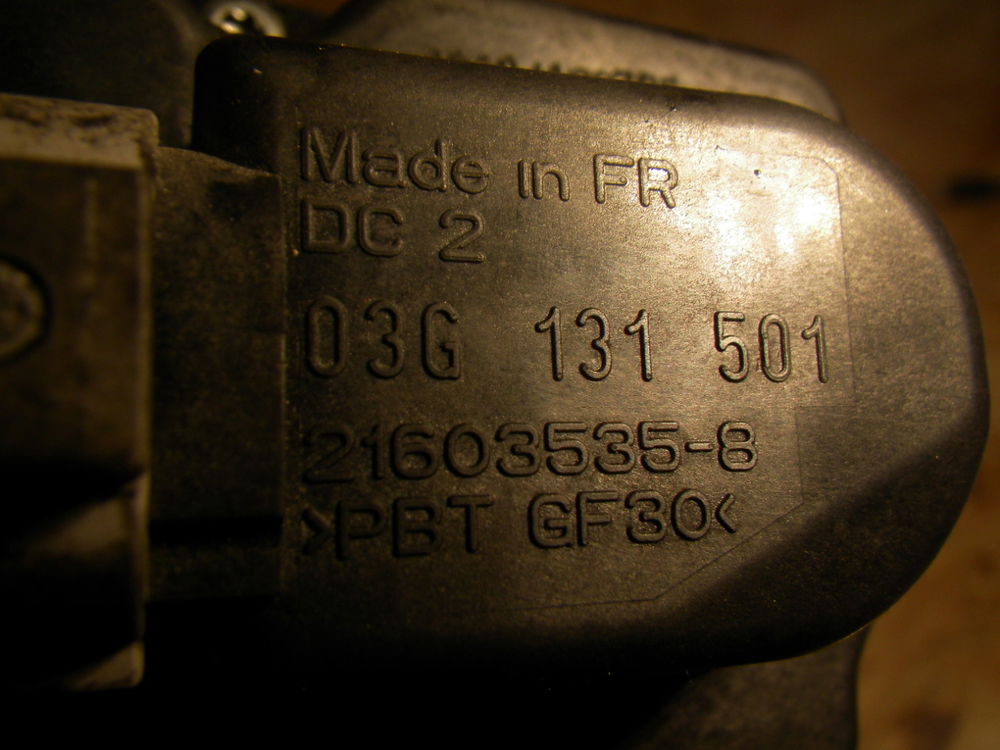 Made in FR
DC 2
03G 131 501
21603535-8
>PBT GF30<